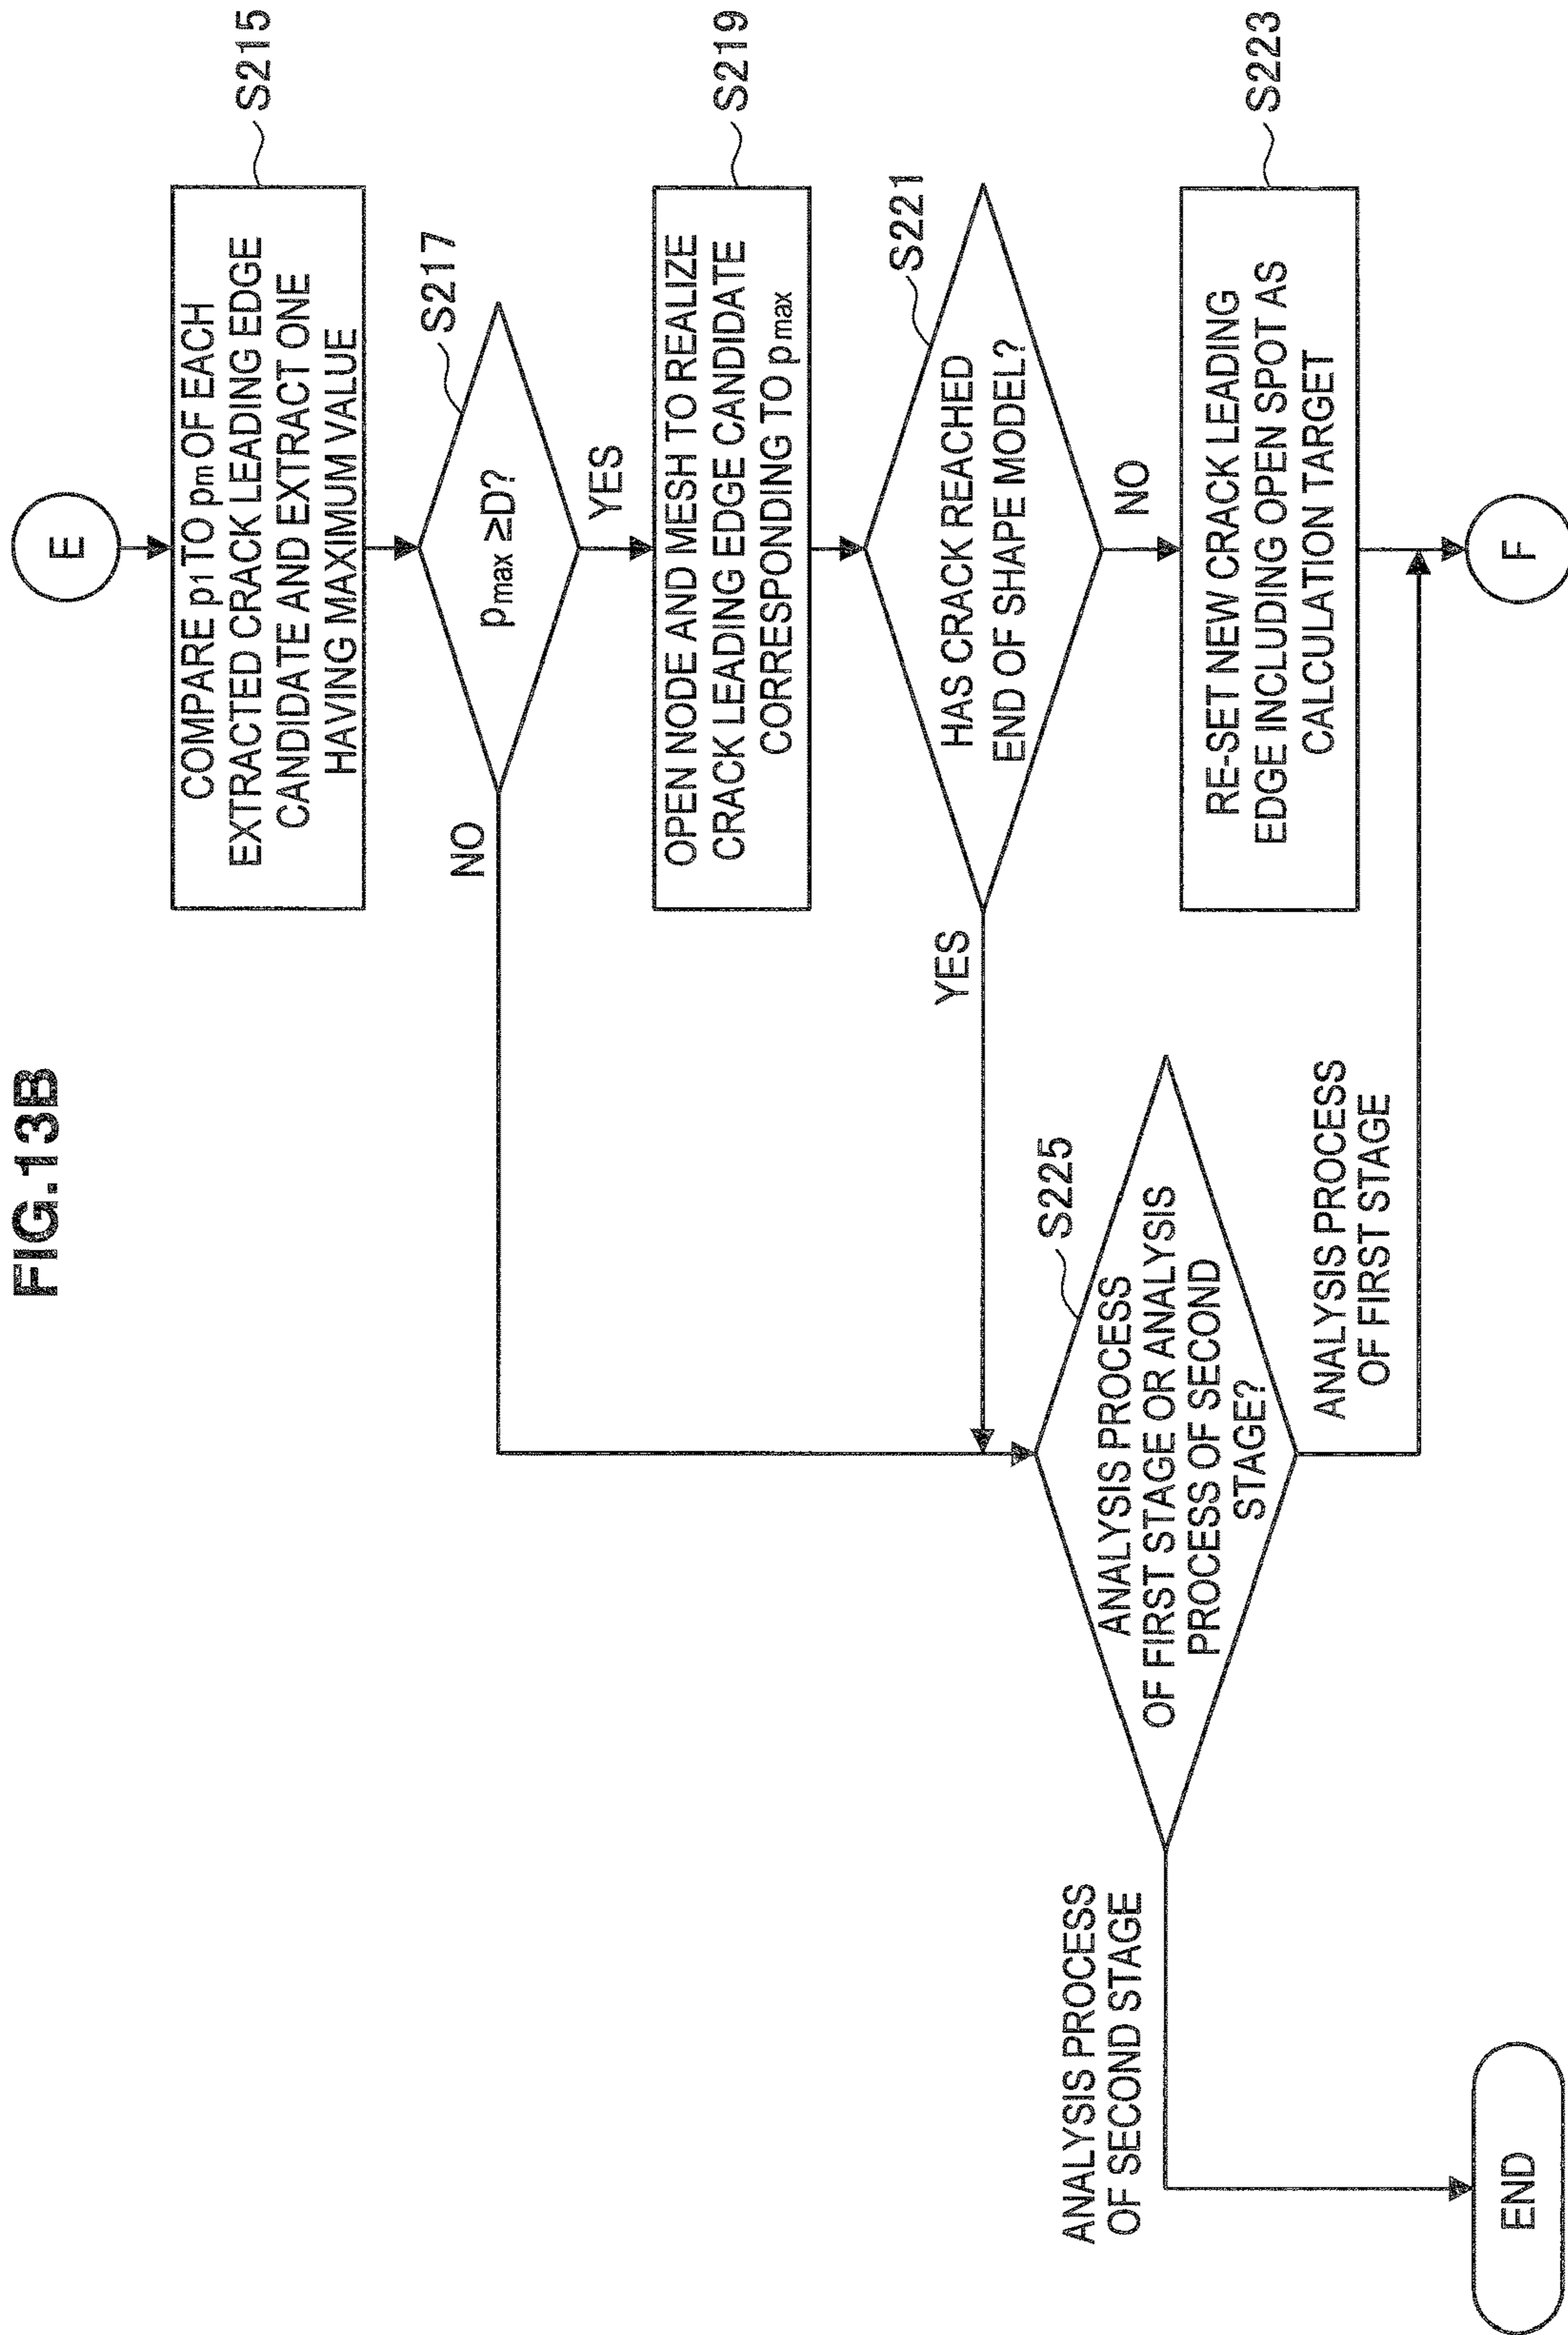 FIG.13B
E
COMPARE p1 TO pm OF EACH
EXTRACTED CRACK LEADING EDGE
CANDIDATE AND EXTRACT ONE
HAVING MAXIMUM VALUE
S215
pmax ≥D?
S217
NO
YES
OPEN NODE AND MESH TO REALIZE
CRACK LEADING EDGE CANDIDATE
CORRESPONDING TO pmax
S219
HAS CRACK REACHED
END OF SHAPE MODEL?
S221
YES
NO
RE-SET NEW CRACK LEADING
EDGE INCLUDING OPEN SPOT AS
CALCULATION TARGET
S223
ANALYSIS PROCESS
OF FIRST STAGE OR ANALYSIS
PROCESS OF SECOND
STAGE?
S225
ANALYSIS PROCESS
OF SECOND STAGE
ANALYSIS PROCESS
OF FIRST STAGE
END
F